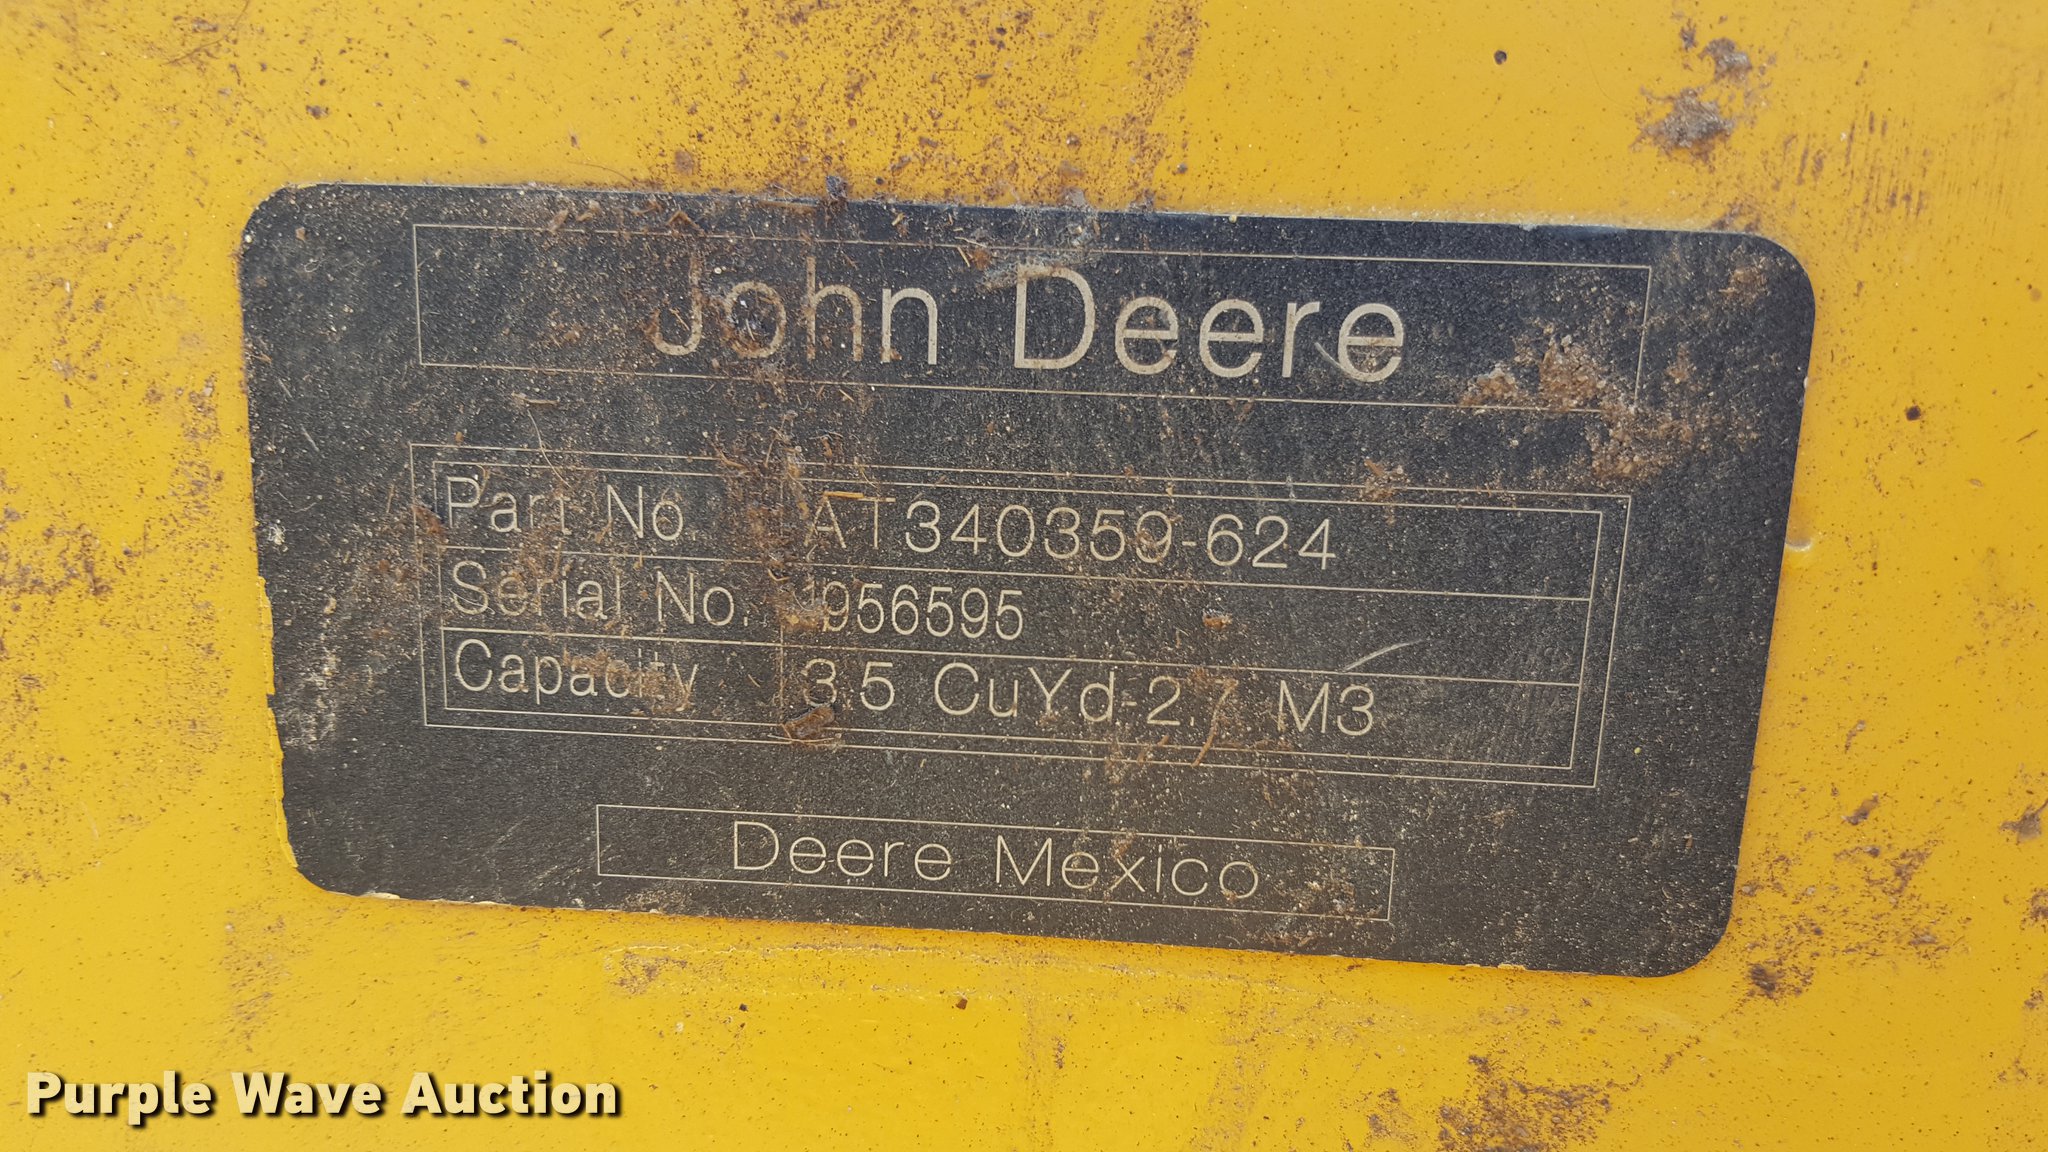 John Deere
Part No. AT340359-624
Serial No. 1956595
Capacity 3.5 CuYd-2.7 M3
Deere Mexico
Purple Wave Auction